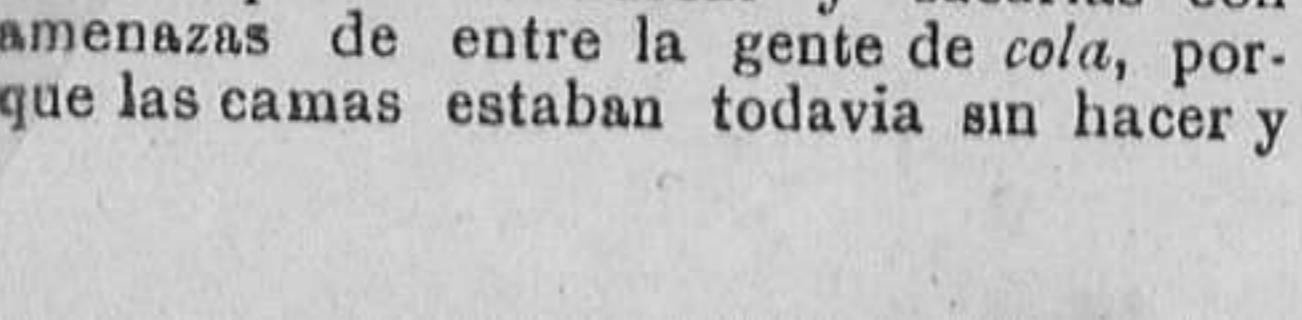 amenazas de entre la gente de cola, por-
que las camas estaban todavia sin hacer y